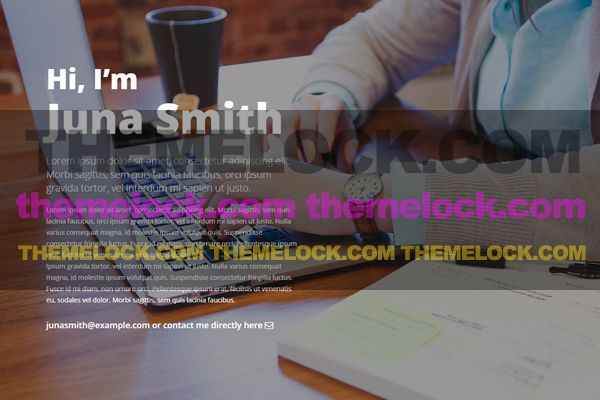 Hi, I'm
Juna Smith
THEMELOCK.COM
Lorem ipsum dolor sit amet, consectetur adipiscing elit.
Morbi sagittis, sem quis lacinia faucibus, orci ipsum
gravida tortor, vel interdum mi sapien ut justo.
themelock.com themelock.com
Lorem ipsum dolor sit amet, consectetur adipiscing elit. Morbi sagittis, sem quis
lacinia faucibus, orci ipsum gravida tortor, vel interdum mi sapien ut justo. Nulla
varius consequat magna, id molestie ipsum volutpat quis. Suspendisse
consectetur fringilla luctus. Fusce id mi diam, non ornare orci. Pellentesque ipsum
THEMELOCK.COM THEMELOCK.COM THEMELOCK.COM
ipsum gravida tortor, vel interdum mi sapien ut justo. Nulla varius consequat
magna, id molestie ipsum volutpat quis. Suspendisse consectetur fringilla luctus.
Fusce id mi diam, non ornare orci. Pellentesque ipsum erat, facilisis ut venenatis
eu, sodales vel dolor. Morbi sagittis, sem quis lacinia faucibus.
junasmith@example.com or contact me directly here